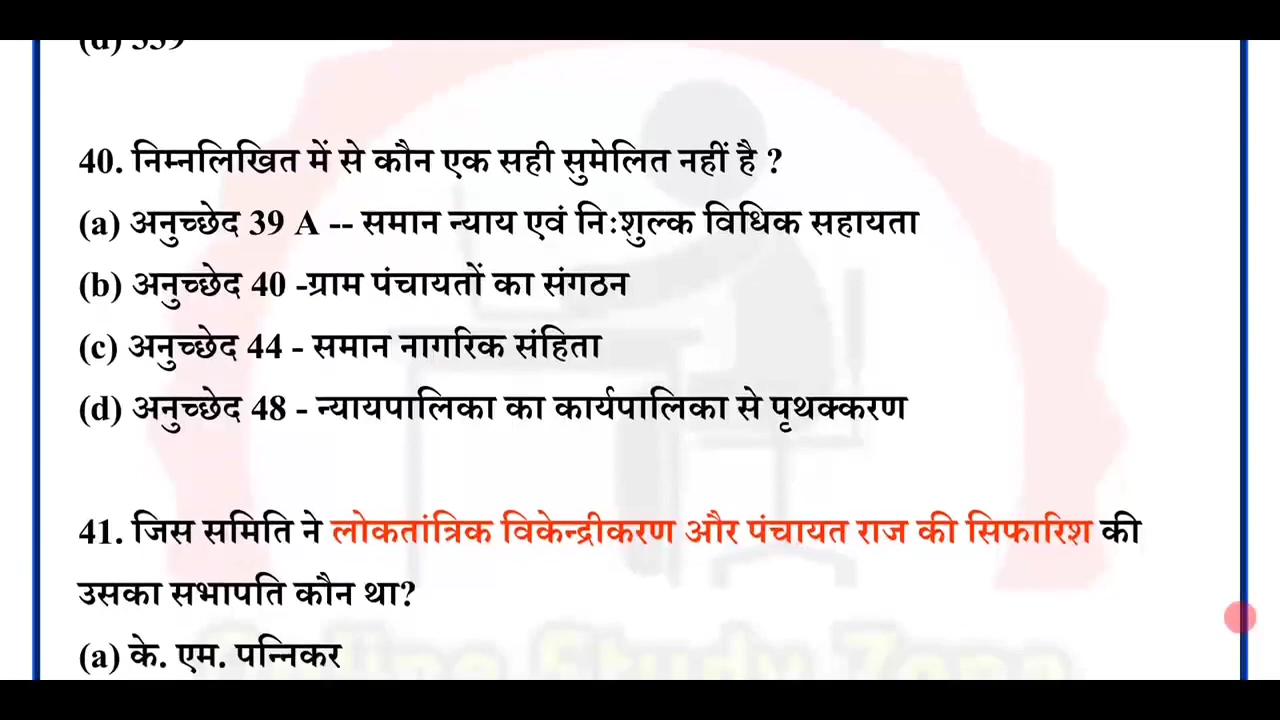 40. निम्नलिखित में से कौन एक सही सुमेलित नहीं है ?
(a) अनुच्छेद 39 A -- समान न्याय एवं निःशुल्क विधिक सहायता
(b) अनुच्छेद 40 -ग्राम पंचायतों का संगठन
(c) अनुच्छेद 44 - समान नागरिक संहिता
(d) अनुच्छेद 48 - न्यायपालिका का कार्यपालिका से पृथक्करण
41. जिस समिति ने लोकतांत्रिक विकेन्द्रीकरण और पंचायत राज की सिफारिश की
उसका सभापति कौन था?
(a) के. एम. पन्निकर